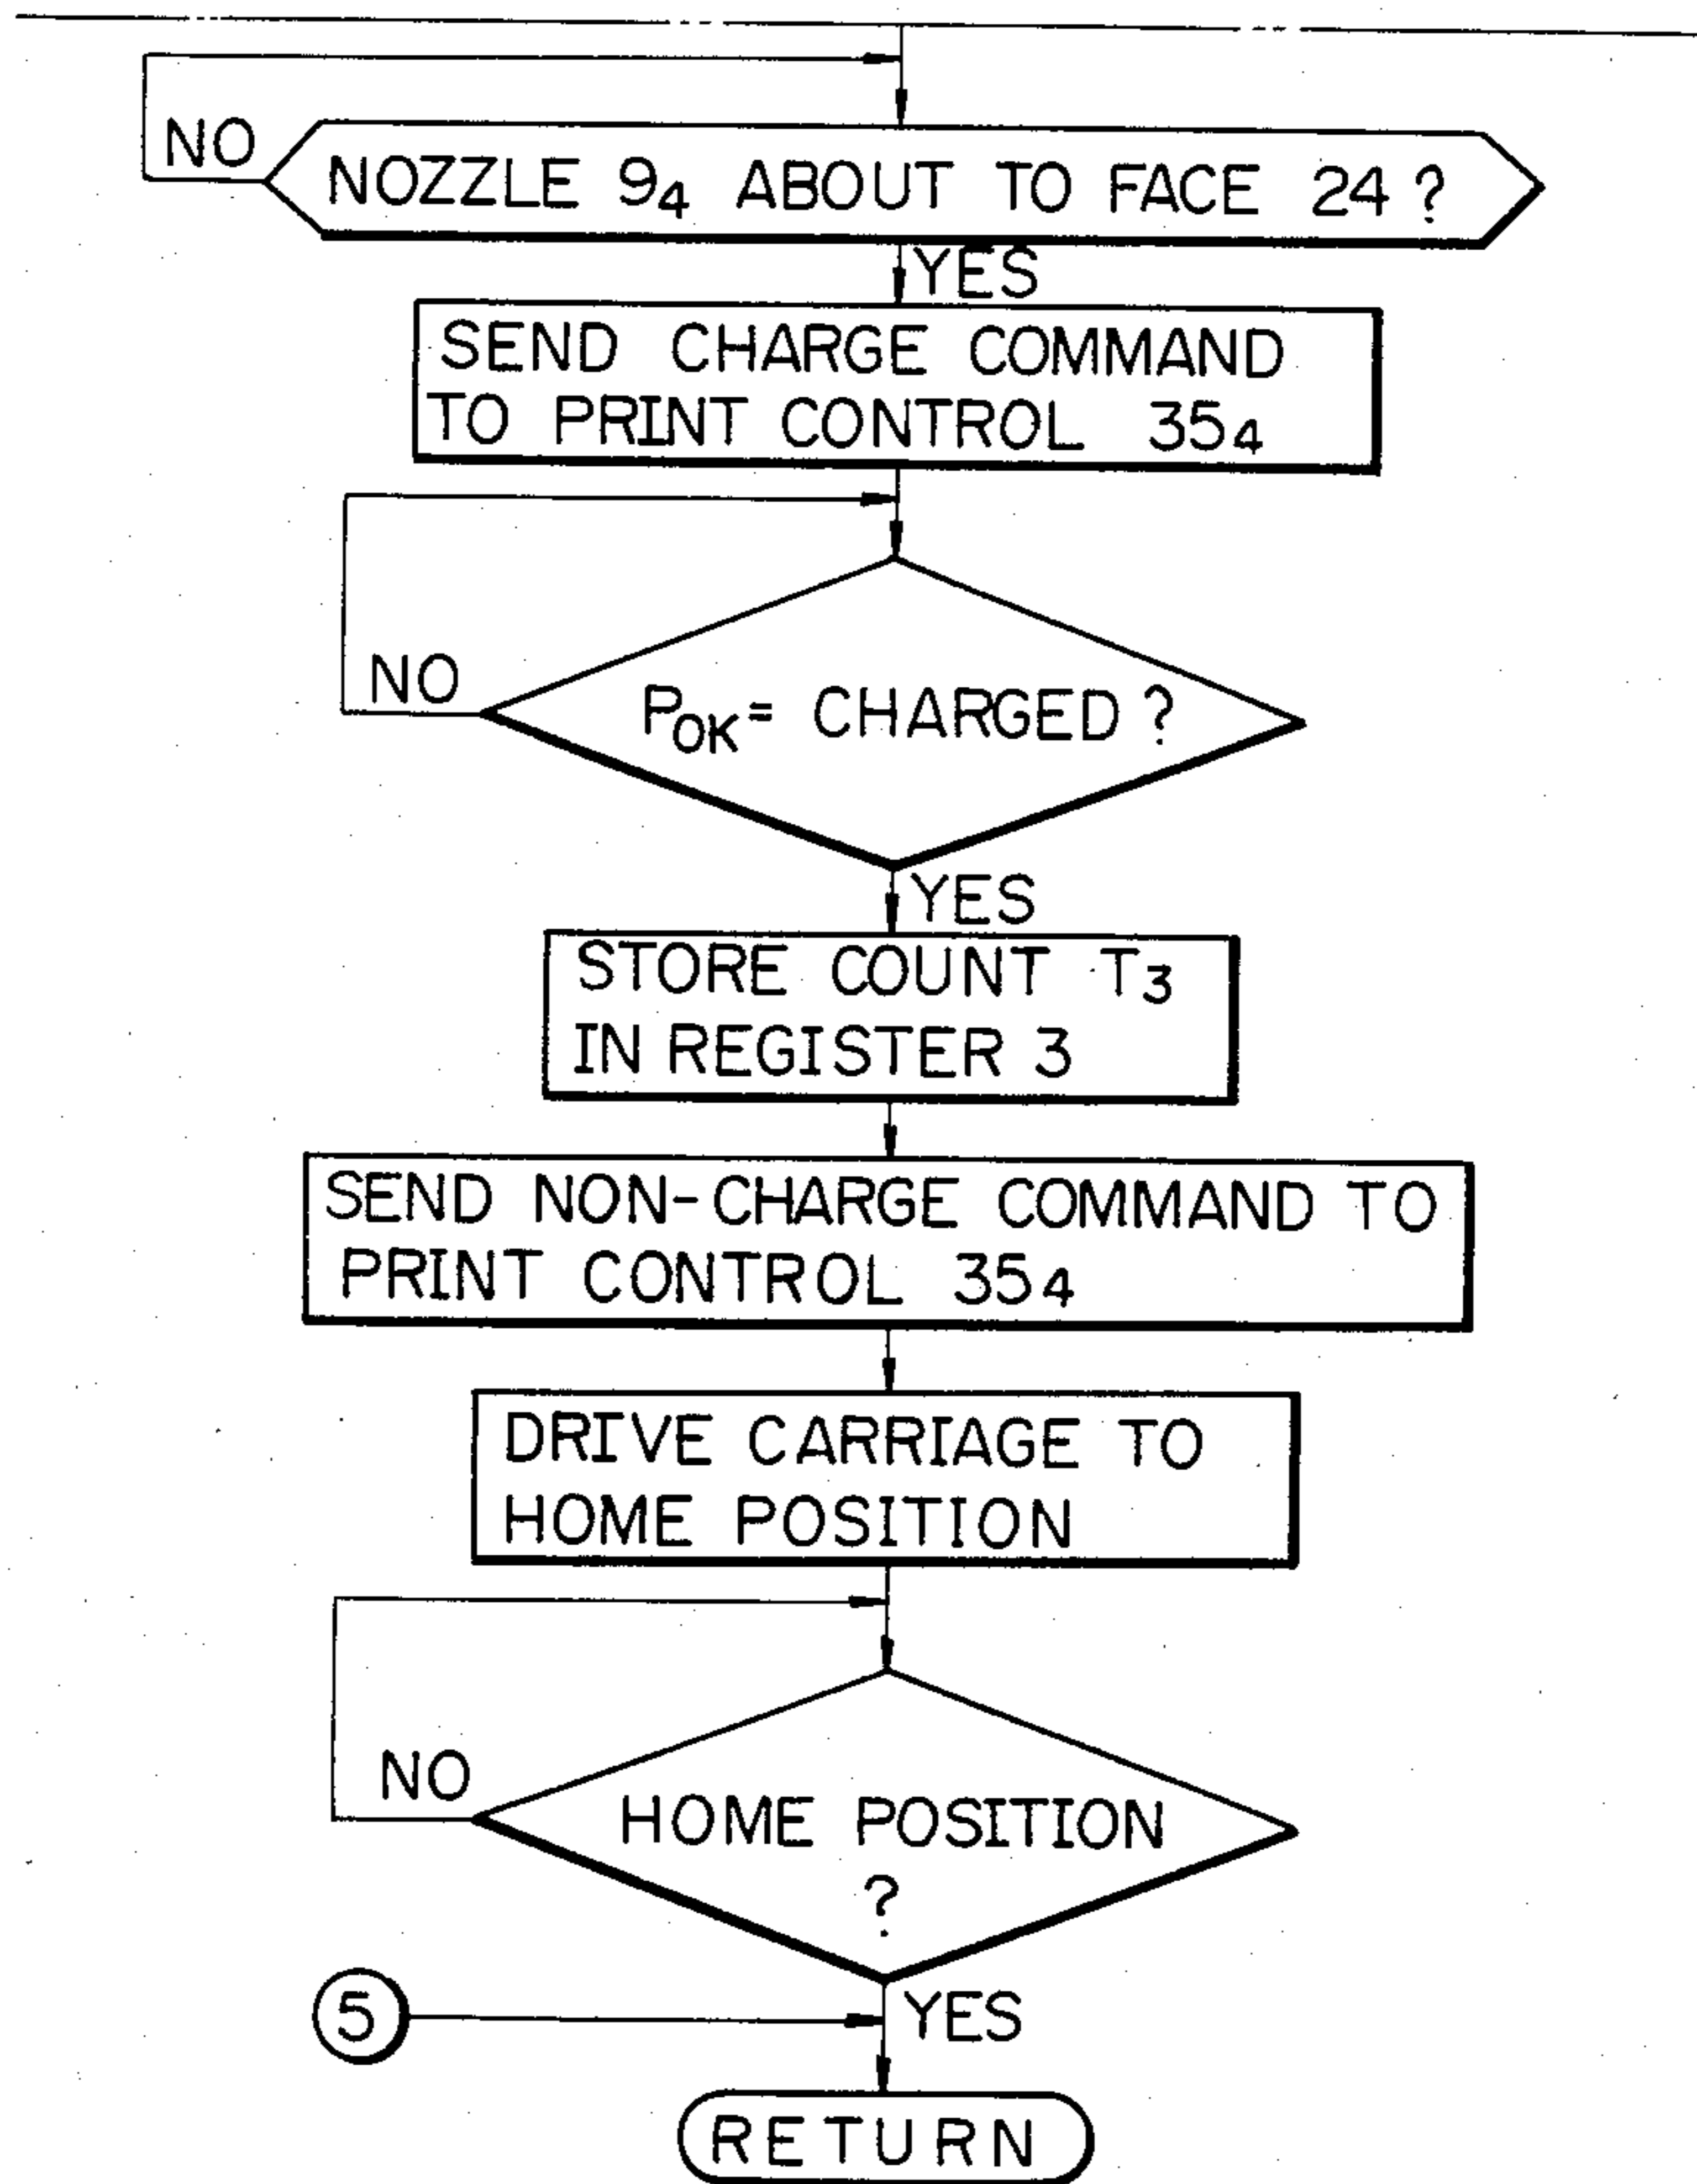 NO
NOZZLE 9₄ ABOUT TO FACE 24 ?
YES
SEND CHARGE COMMAND
TO PRINT CONTROL 35₄
NO
P_OK = CHARGED ?
YES
STORE COUNT T₃
IN REGISTER 3
SEND NON-CHARGE COMMAND TO
PRINT CONTROL 35₄
DRIVE CARRIAGE TO
HOME POSITION
NO
HOME POSITION
?
5
YES
RETURN